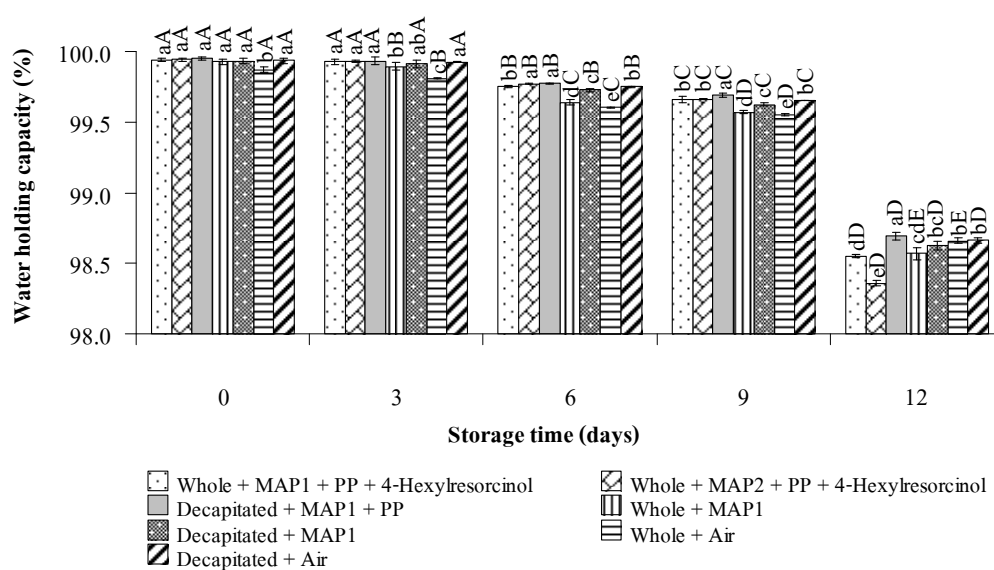 Water holding capacity (%)
100.0
99.5
99.0
98.5
98.0
aA aA aA aA aA bA aA
aA aA aA bB abA cB aA
bB aB aB dC cB eC bB
bC bC aC dD cC eD bC
dD eD aD cdE bcD bE bD
0 3 6 9 12
Storage time (days)
Whole + MAP1 + PP + 4-Hexylresorcinol
Whole + MAP2 + PP + 4-Hexylresorcinol
Decapitated + MAP1 + PP
Whole + MAP1
Decapitated + MAP1
Whole + Air
Decapitated + Air